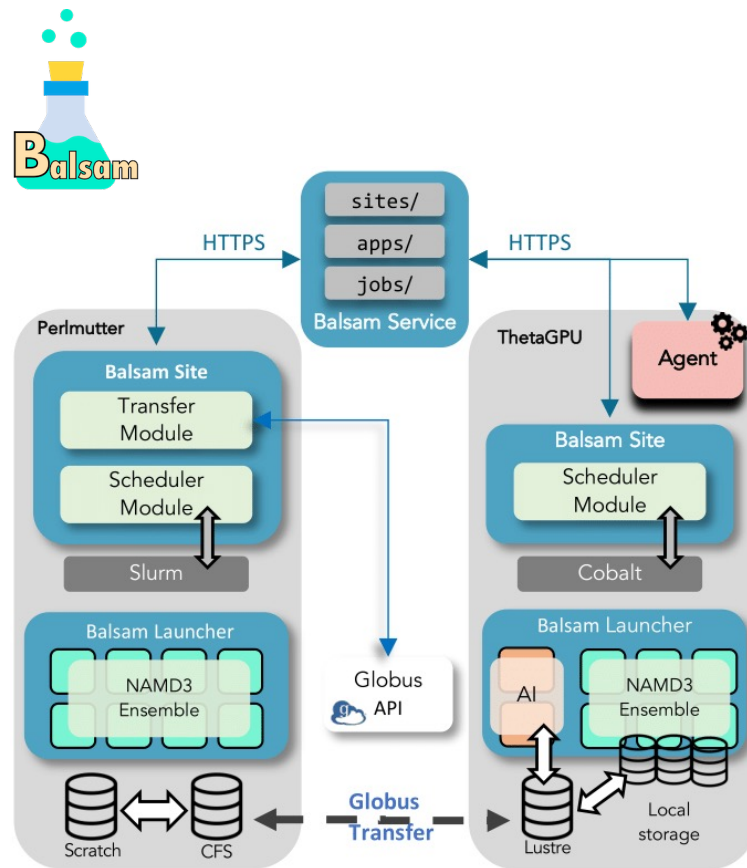 Balsam
sites/
apps/
jobs/
Balsam Service
HTTPS
HTTPS
Perlmutter
Balsam Site
Transfer
Module
Scheduler
Module
Slurm
Balsam Launcher
NAMD3
Ensemble
Scratch
CFS
Globus
API
g
Globus
Transfer
ThetaGPU
Agent
Balsam Site
Scheduler
Module
Cobalt
Balsam Launcher
AI
NAMD3
Ensemble
Lustre
Local
storage